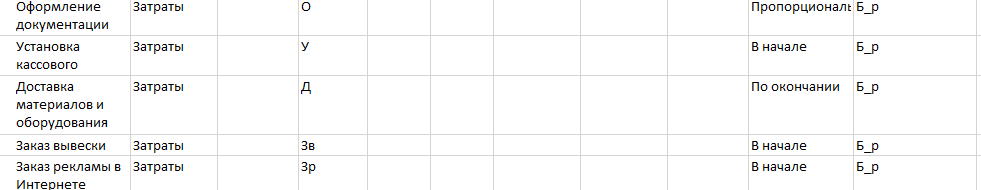 Оформление Затраты О Пропорциональ Б_р
документации
Установка Затраты У В начале Б_р
кассового
Доставка Затраты Д По окончании Б_р
материалов и
оборудования
Заказ вывески Затраты Зв В начале Б_р
Заказ рекламы в Затраты Зр В начале Б_р
Интернете